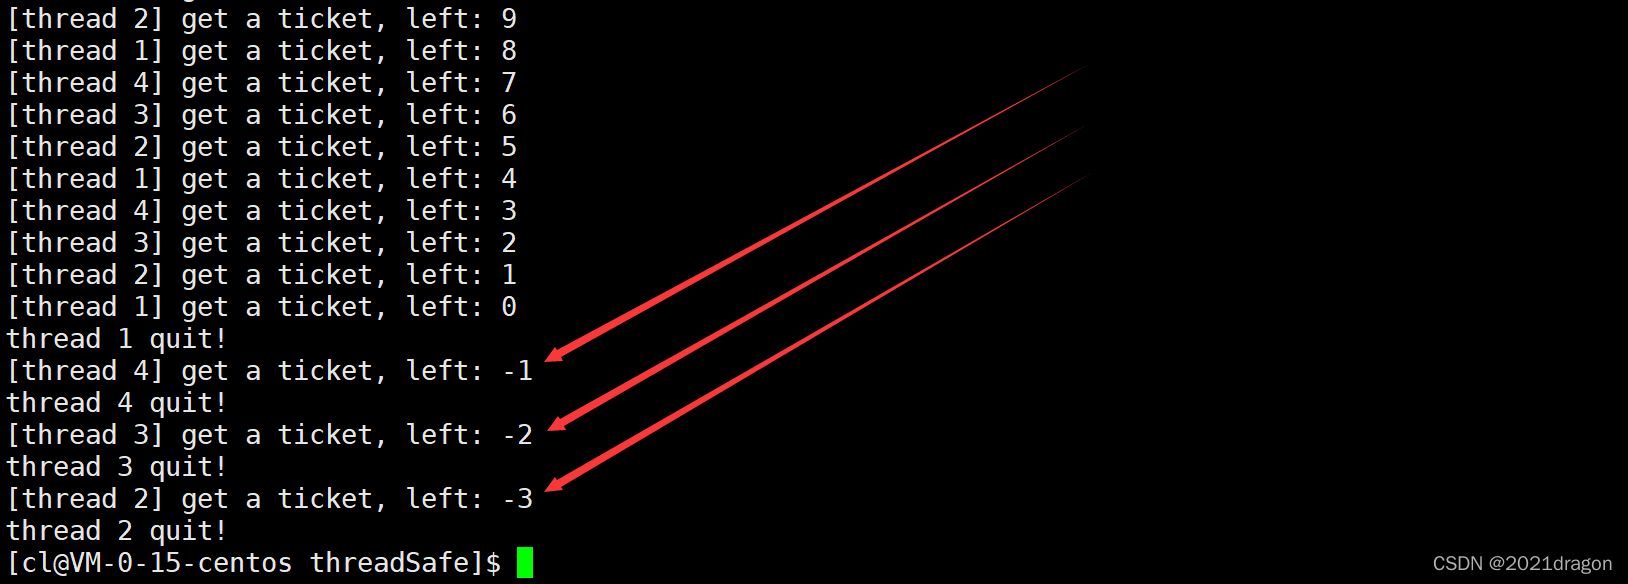 [thread 2] get a ticket, left: 9
[thread 1] get a ticket, left: 8
[thread 4] get a ticket, left: 7
[thread 3] get a ticket, left: 6
[thread 2] get a ticket, left: 5
[thread 1] get a ticket, left: 4
[thread 4] get a ticket, left: 3
[thread 3] get a ticket, left: 2
[thread 2] get a ticket, left: 1
[thread 1] get a ticket, left: 0
thread 1 quit!
[thread 4] get a ticket, left: -1
thread 4 quit!
[thread 3] get a ticket, left: -2
thread 3 quit!
[thread 2] get a ticket, left: -3
thread 2 quit!
[cl@VM-0-15-centos threadSafe]$
CSDN @2021dragon